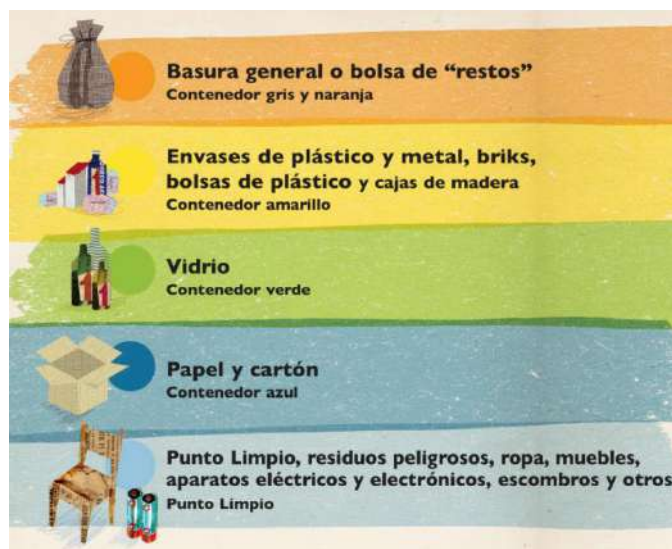 Basura general o bolsa de “restos”
Contenedor gris y naranja
Envases de plástico y metal, briks,
bolsas de plástico y cajas de madera
Contenedor amarillo
Vidrio
Contenedor verde
Papel y cartón
Contenedor azul
Punto Limpio, residuos peligrosos, ropa, muebles,
aparatos eléctricos y electrónicos, escombros y otros
Punto Limpio